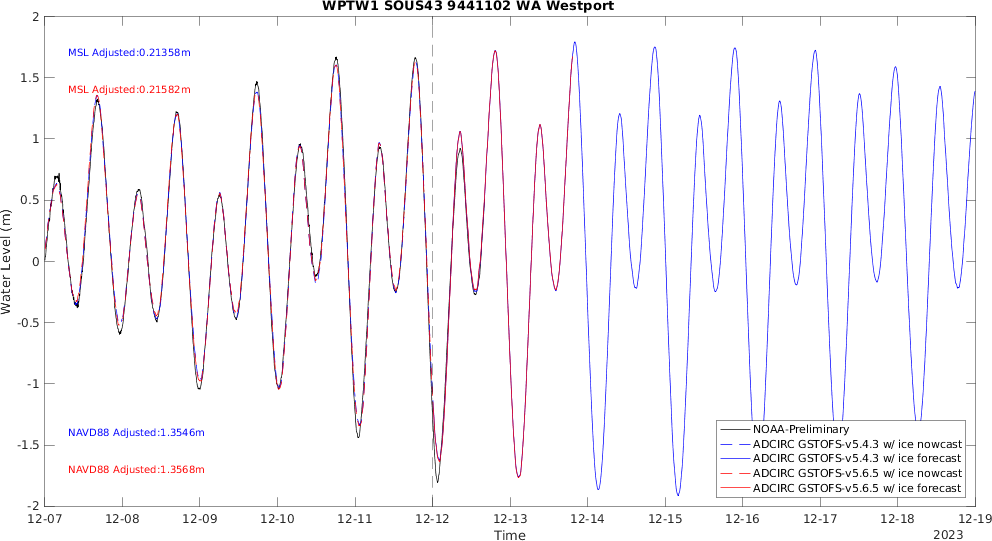 WPTW1 SOUS43 9441102 WA Westport
2
1.5
1
0.5
0
-0.5
-1
-1.5
-2
Water Level (m)
MSL Adjusted:0.21358m
MSL Adjusted:0.21582m
NAVD88 Adjusted:1.3546m
NAVD88 Adjusted:1.3568m
NOAA-Preliminary
ADCIRC GSTOFS-v5.4.3 w/ ice nowcast
ADCIRC GSTOFS-v5.4.3 w/ ice forecast
ADCIRC GSTOFS-v5.6.5 w/ ice nowcast
ADCIRC GSTOFS-v5.6.5 w/ ice forecast
12-07 12-08 12-09 12-10 12-11 12-12 12-13 12-14 12-15 12-16 12-17 12-18 12-19
Time
2023